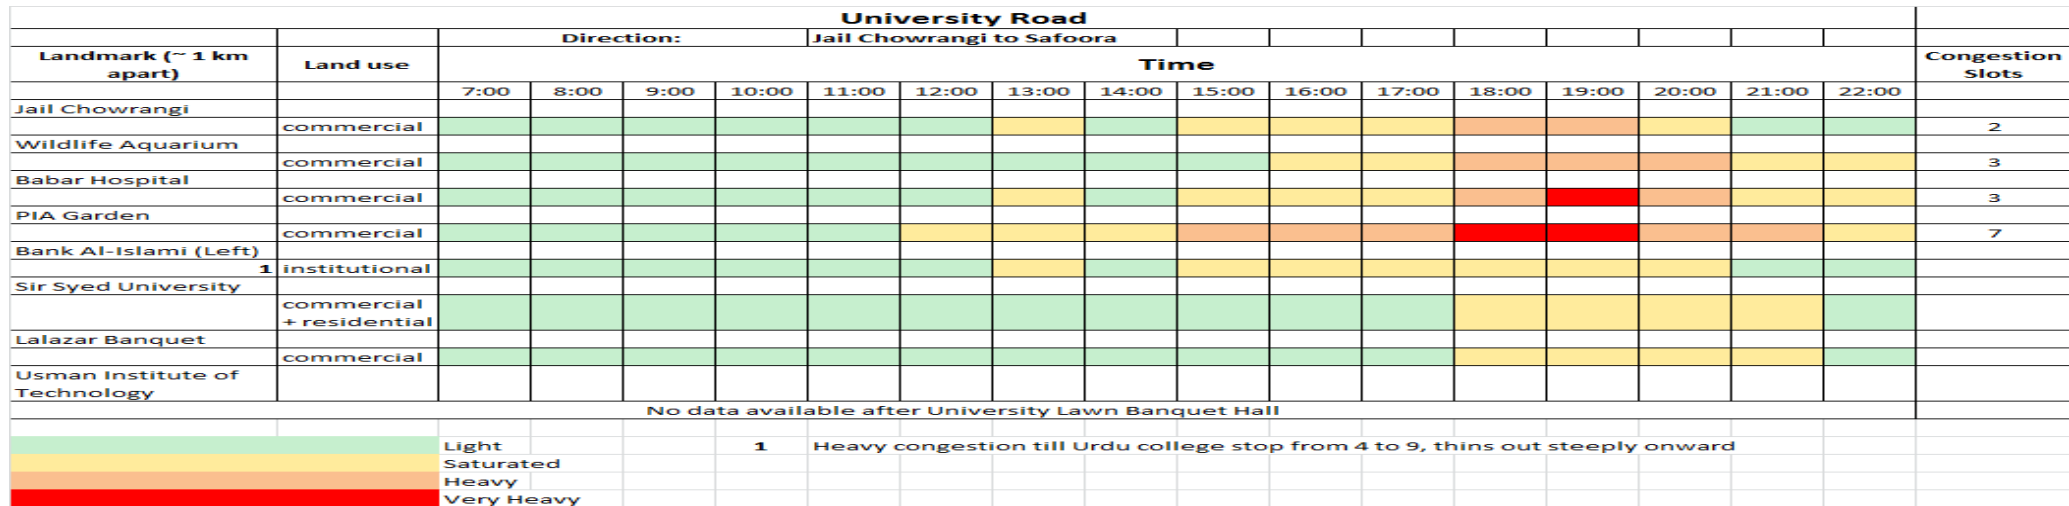 University Road
Direction: Jail Chowrangi to Safoora
Landmark (~ 1 km apart) Land use Time Congestion Slots
7:00 8:00 9:00 10:00 11:00 12:00 13:00 14:00 15:00 16:00 17:00 18:00 19:00 20:00 21:00 22:00
Jail Chowrangi
commercial 2
Wildlife Aquarium
commercial 3
Babar Hospital
commercial 3
PIA Garden
commercial 7
Bank Al-Islami (Left)
1 institutional
Sir Syed University
commercial
+ residential
Lalazar Banquet
commercial
Usman Institute of
Technology
No data available after University Lawn Banquet Hall
Light 1 Heavy congestion till Urdu college stop from 4 to 9, thins out steeply onward
Saturated
Heavy
Very Heavy